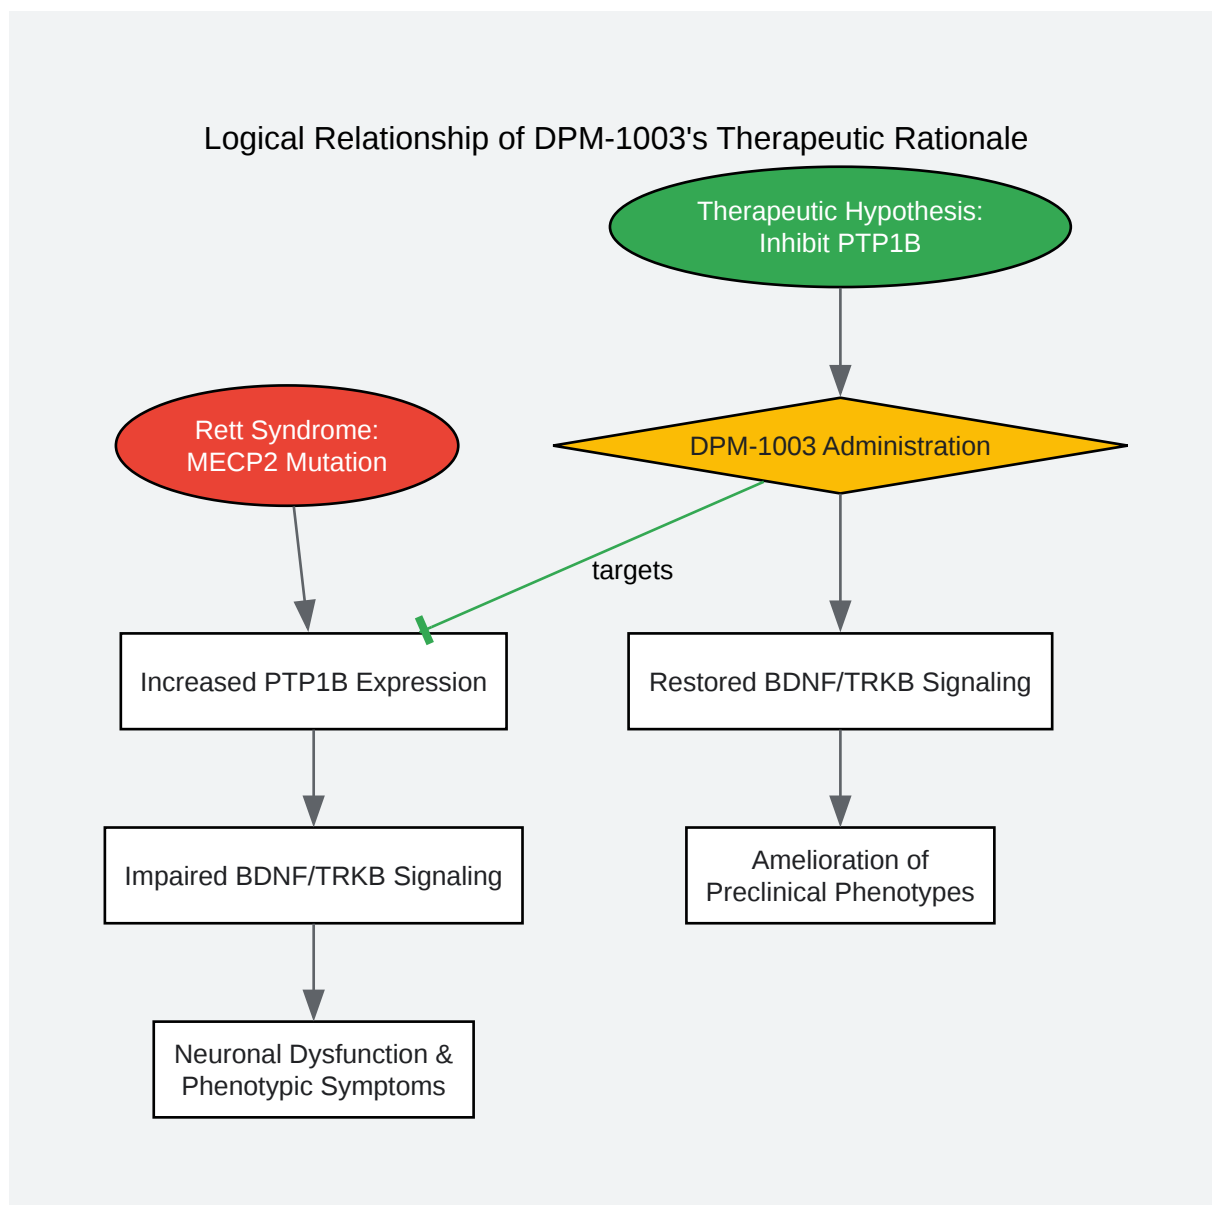 Logical Relationship of DPM-1003's Therapeutic Rationale
Therapeutic Hypothesis:
Inhibit PTP1B
Rett Syndrome:
MECP2 Mutation
DPM-1003 Administration
targets
Increased PTP1B Expression
Restored BDNF/TRKB Signaling
Impaired BDNF/TRKB Signaling
Amelioration of
Preclinical Phenotypes
Neuronal Dysfunction &
Phenotypic Symptoms